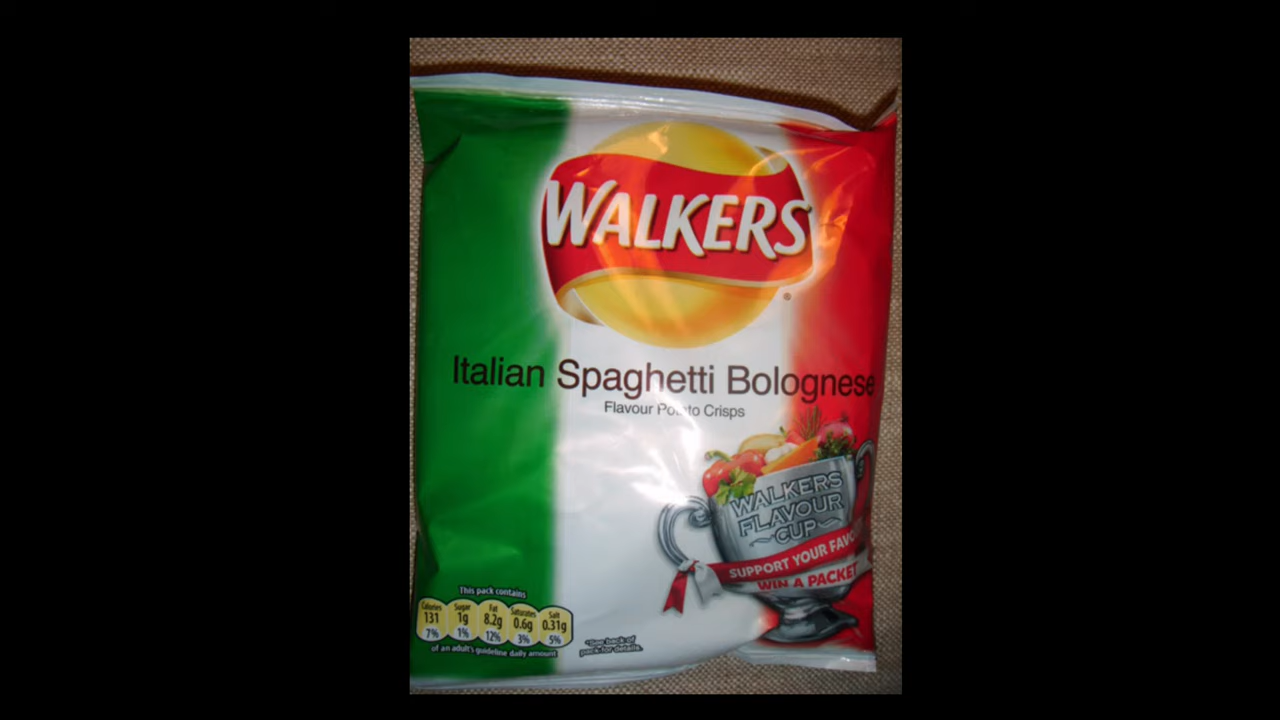 WALKERS
®
Italian Spaghetti Bolognese
Flavour Potato Crisps
WALKERS
FLAVOUR
CUP
SUPPORT YOUR
WIN A PACKET
This pack contains
Calories Sugar Fat Saturates Salt
131 1g 8.2g 0.6g 0.31g
7% 1% 12% 3% 5%
of an adult's guideline daily amount
*See back of
pack for details.